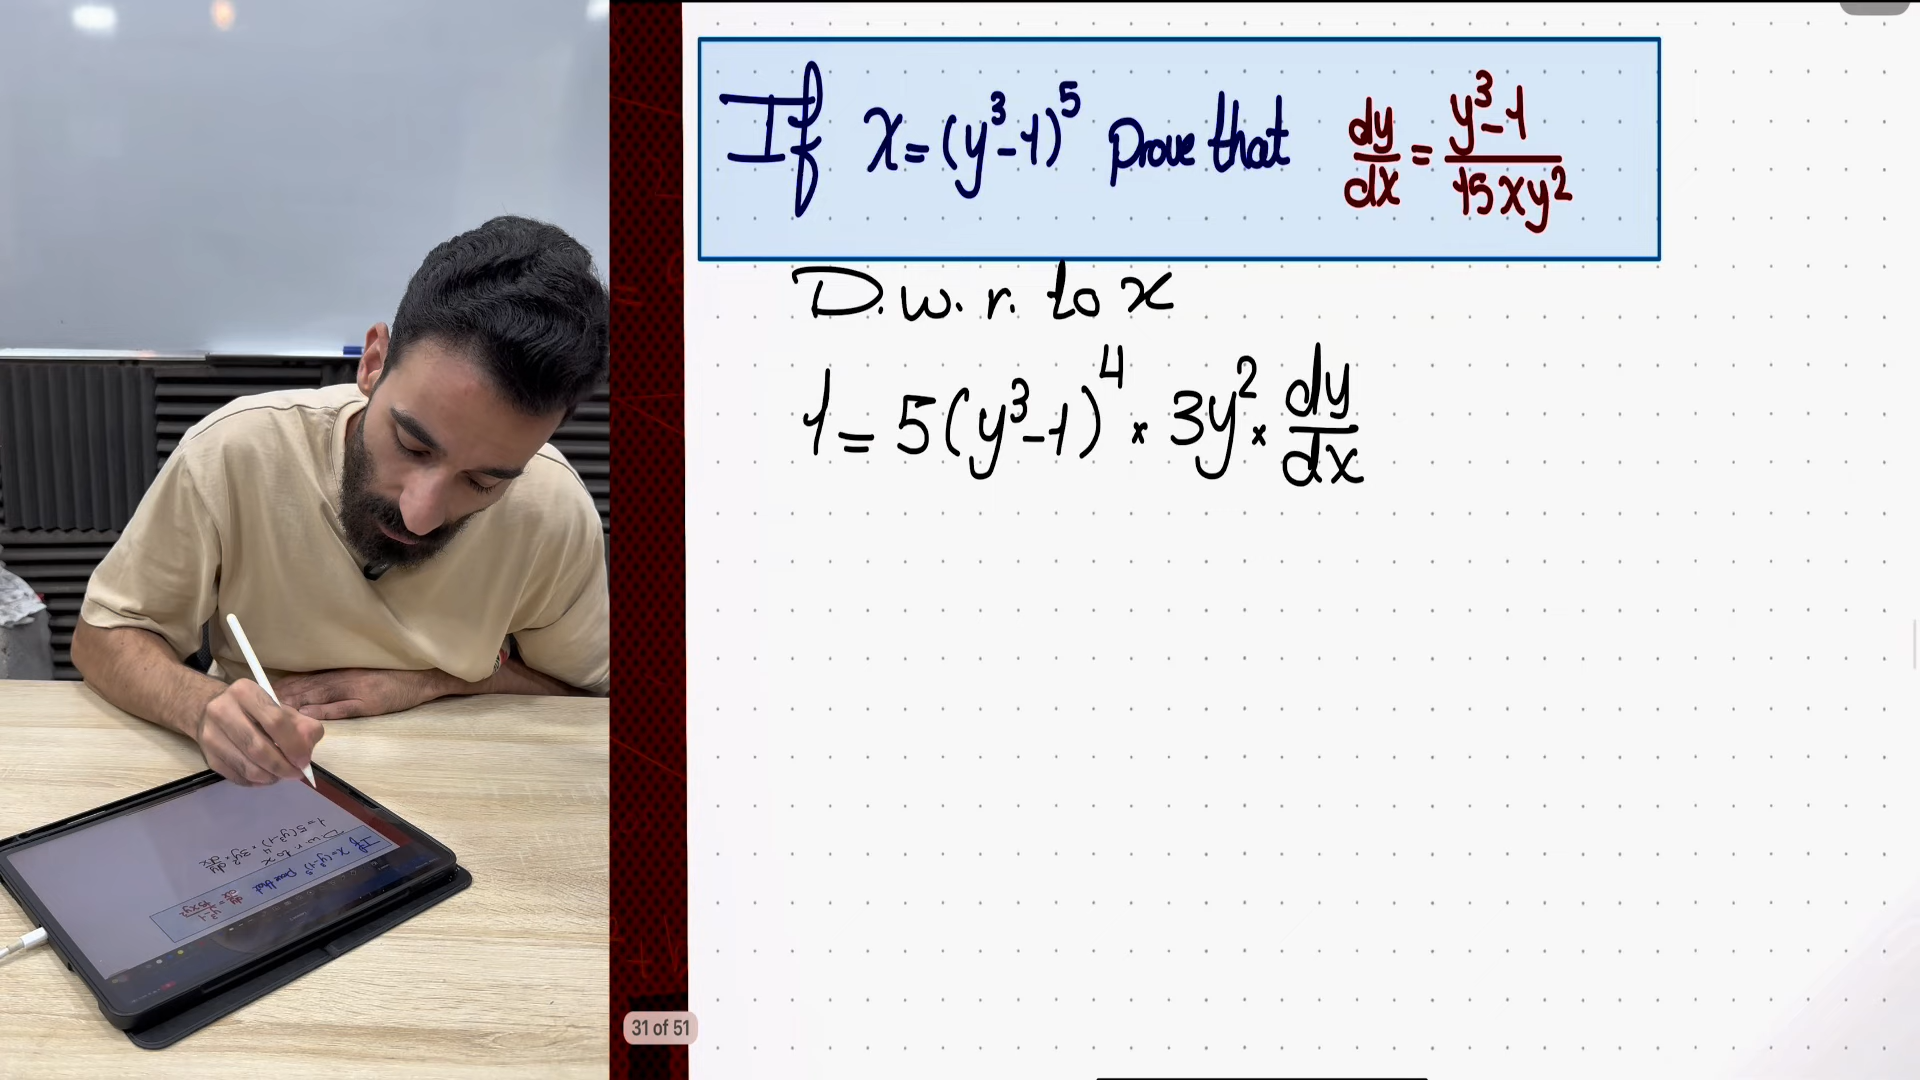 If x = (y³-1)⁵ Prove that dy/dx = y³-1/15xy²
D. w. r. to x
1 = 5(y³-1)⁴ × 3y² × dy/dx
31 of 51